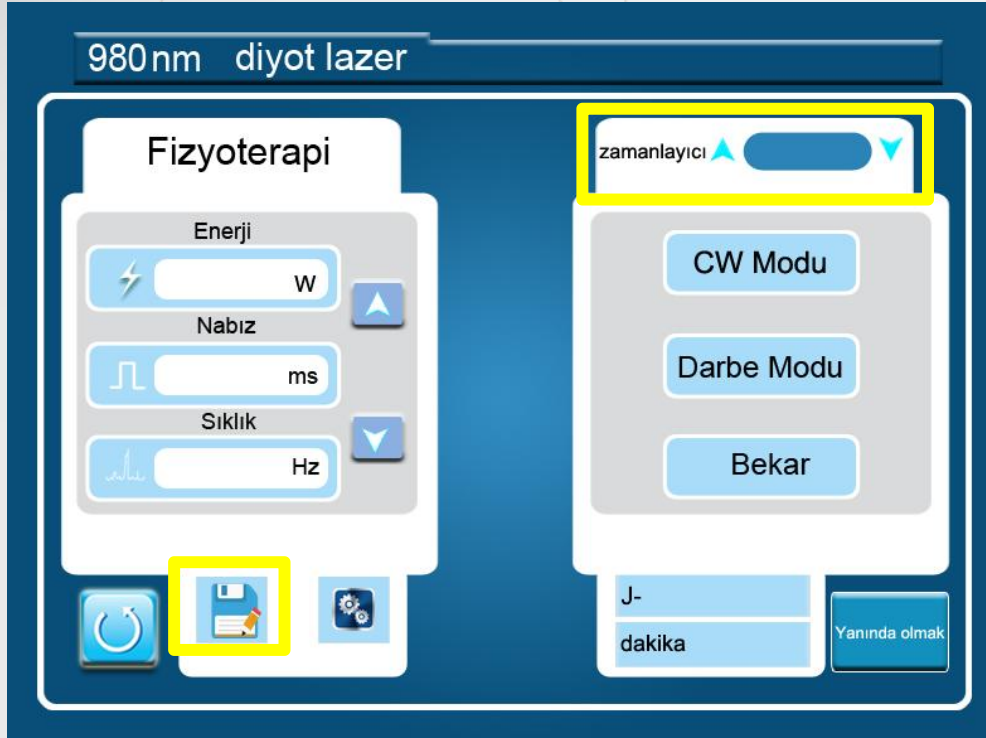 980nm diyot lazer
Fizyoterapi
Enerji
W
Nabız
ms
Sıklık
Hz
zamanlayıcı
CW Modu
Darbe Modu
Bekar
J-
dakika
Yanında olmak